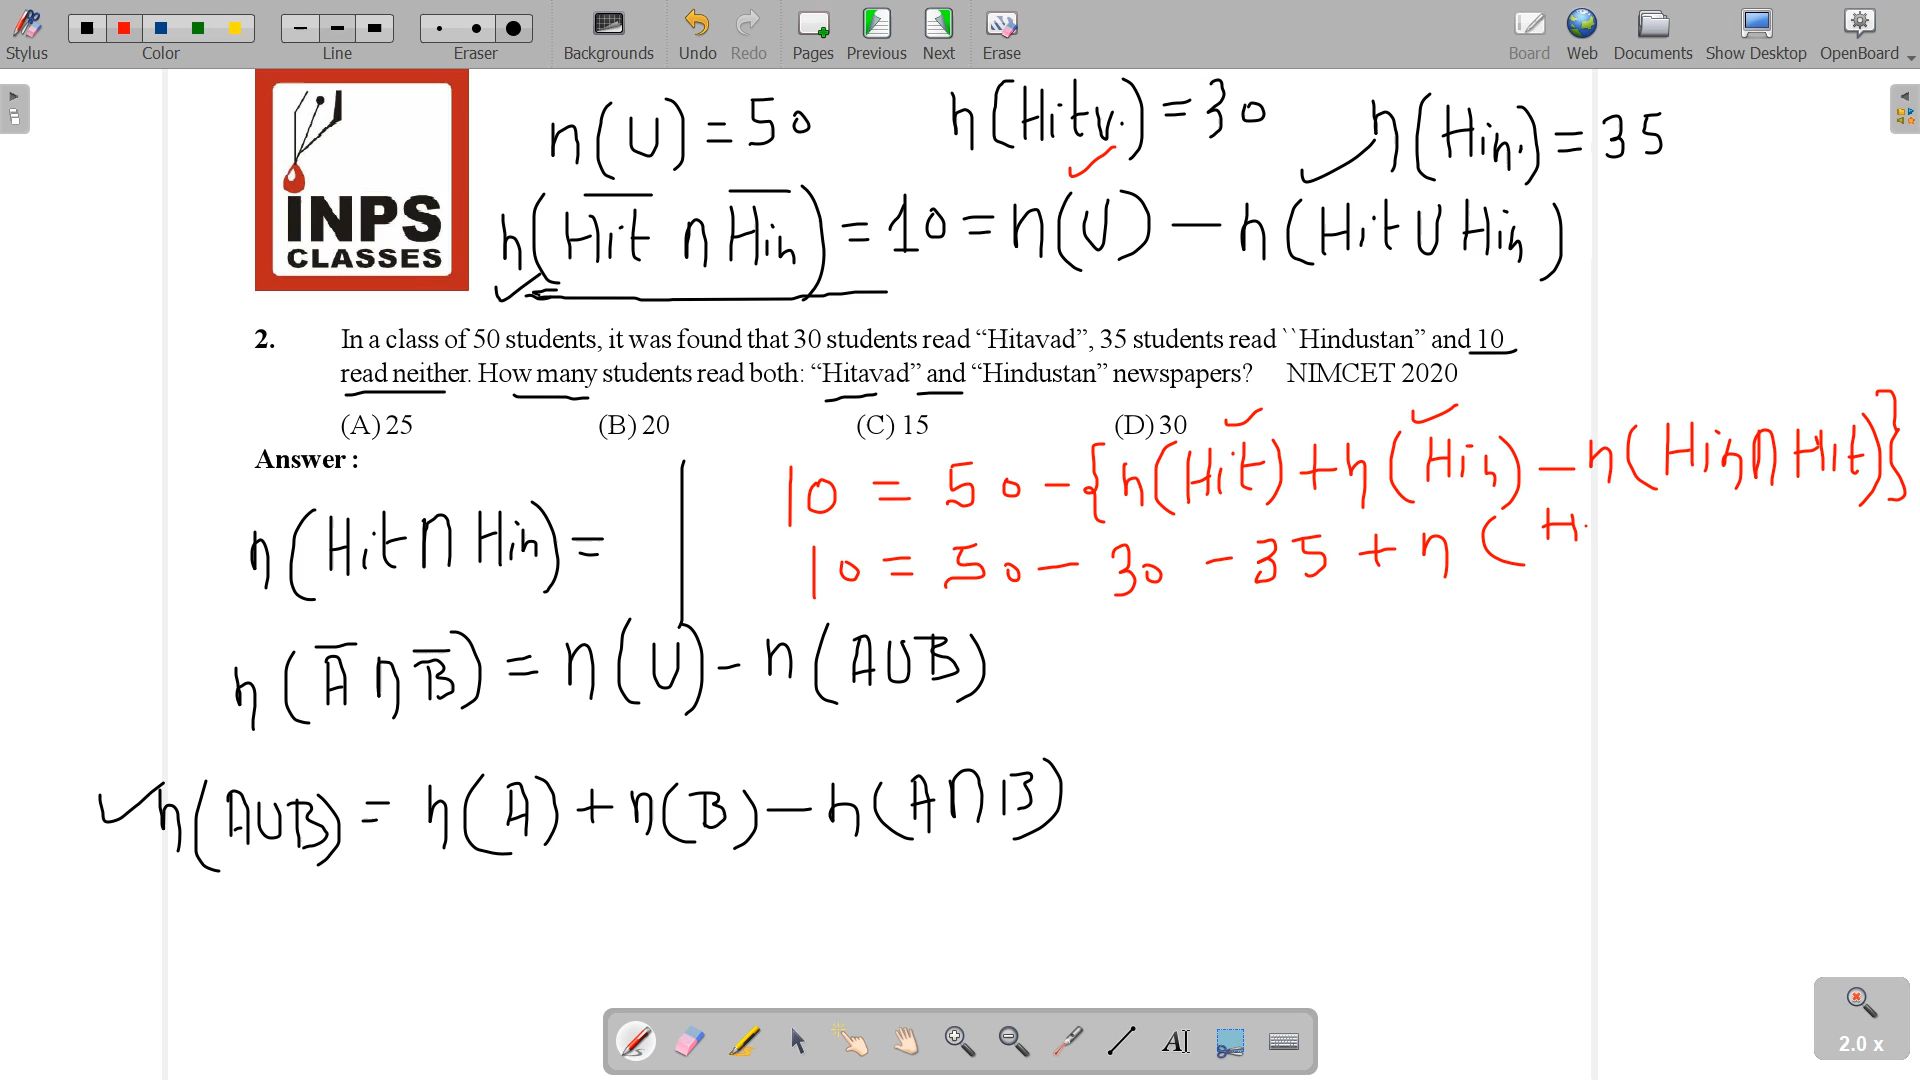 Stylus Color Line Eraser Backgrounds Undo Redo Pages Previous Next Erase Board Web Documents Show Desktop OpenBoard
INPS
CLASSES
n(U) = 50 n(Hitv.) = 30 n(Hin.) = 35
n(H̅i̅t̅ ∩ H̅i̅n̅) = 10 = n(U) − n(Hit ∪ Hin)
2. In a class of 50 students, it was found that 30 students read “Hitavad”, 35 students read ``Hindustan” and 10
read neither. How many students read both: “Hitavad” and “Hindustan” newspapers? NIMCET 2020
(A) 25 (B) 20 (C) 15 (D) 30
Answer :
10 = 50 − {n(Hit) + n(Hin) − n(Hin ∩ Hit)}
n(Hit ∩ Hin) =
10 = 50 − 30 − 35 + n(Hi
n(A̅ ∩ B̅) = n(U) − n(A∪B)
n(A∪B) = n(A) + n(B) − n(A∩B)
2.0 x